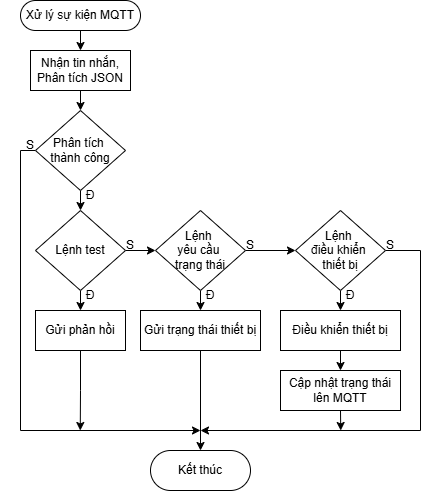 Xử lý sự kiện MQTT
Nhận tin nhắn,
Phân tích JSON
Phân tích
thành công
S
Đ
Lệnh test
S
Đ
Lệnh
yêu cầu
trạng thái
S
Đ
Lệnh
điều khiển
thiết bị
S
Đ
Gửi phản hồi
Gửi trạng thái thiết bị
Điều khiển thiết bị
Cập nhật trạng thái
lên MQTT
Kết thúc